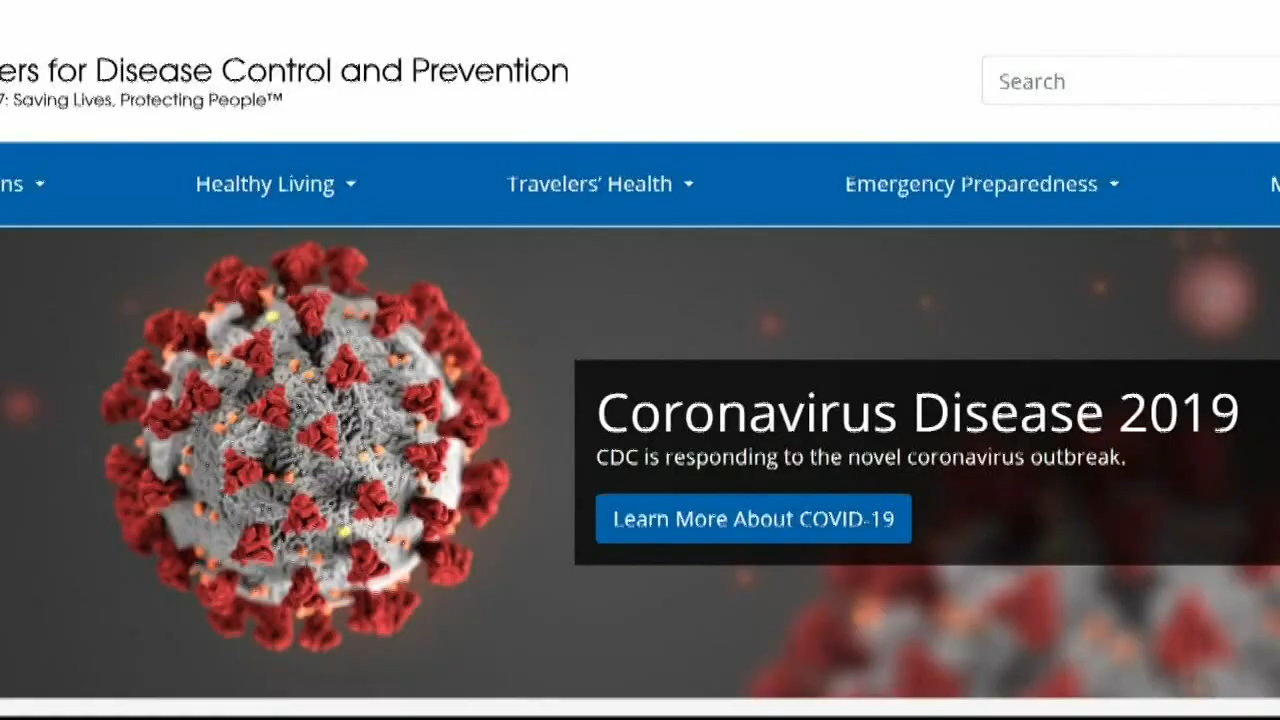 ers for Disease Control and Prevention
7: Saving Lives, Protecting People™
Search
ns
Healthy Living
Travelers' Health
Emergency Preparedness
M
Coronavirus Disease 2019
CDC is responding to the novel coronavirus outbreak.
Learn More About COVID-19